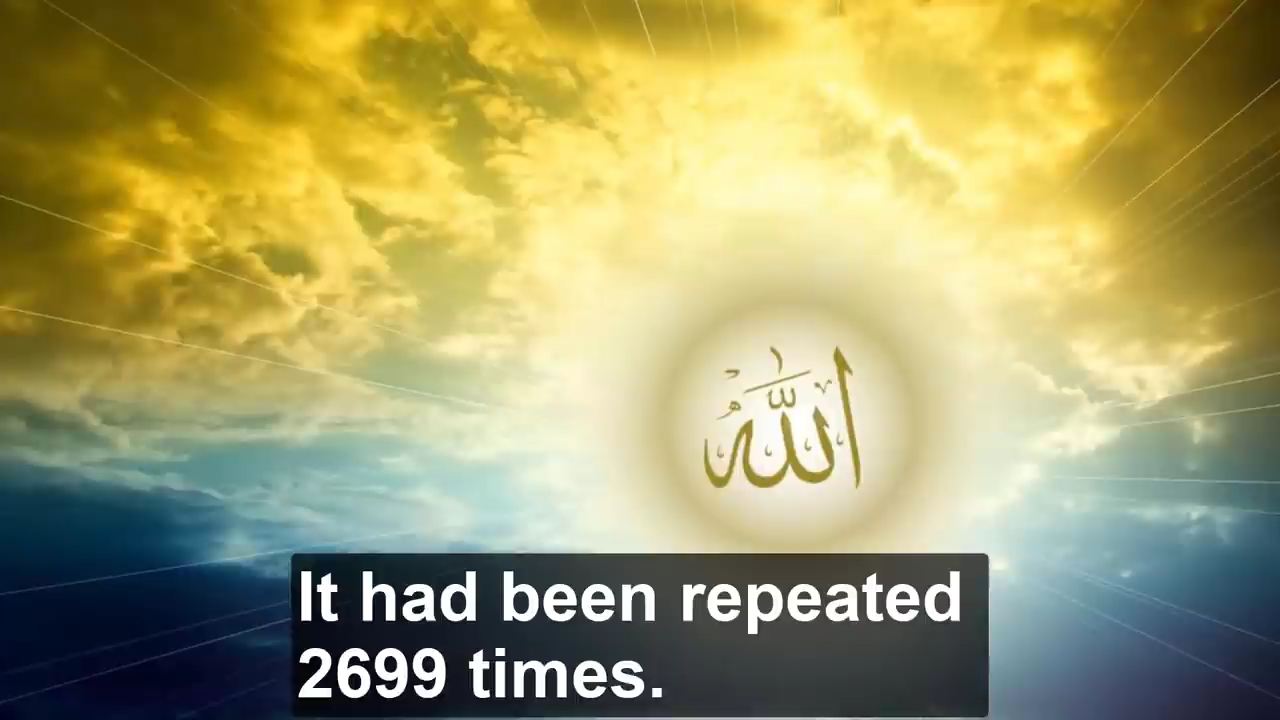 الله
It had been repeated
2699 times.